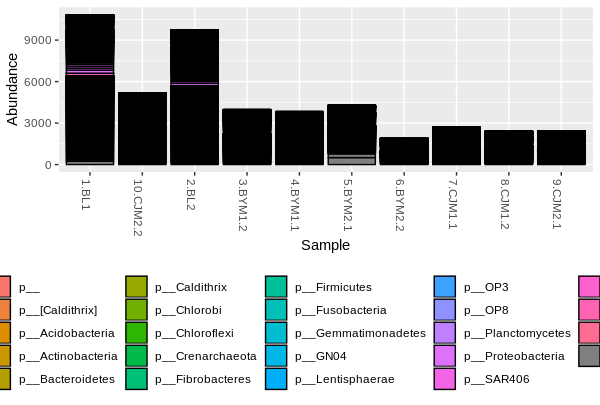 Abundance
9000
6000
3000
0
1.BL1
10.CJM2.2
2.BL2
3.BYM1.2
4.BYM1.1
5.BYM2.1
6.BYM2.2
7.CJM1.1
8.CJM1.2
9.CJM2.1
Sample
p__ p__Caldithrix p__Firmicutes p__OP3
p__[Caldithrix] p__Chlorobi p__Fusobacteria p__OP8
p__Acidobacteria p__Chloroflexi p__Gemmatimonadetes p__Planctomycetes
p__Actinobacteria p__Crenarchaeota p__GN04 p__Proteobacteria
p__Bacteroidetes p__Fibrobacteres p__Lentisphaerae p__SAR406